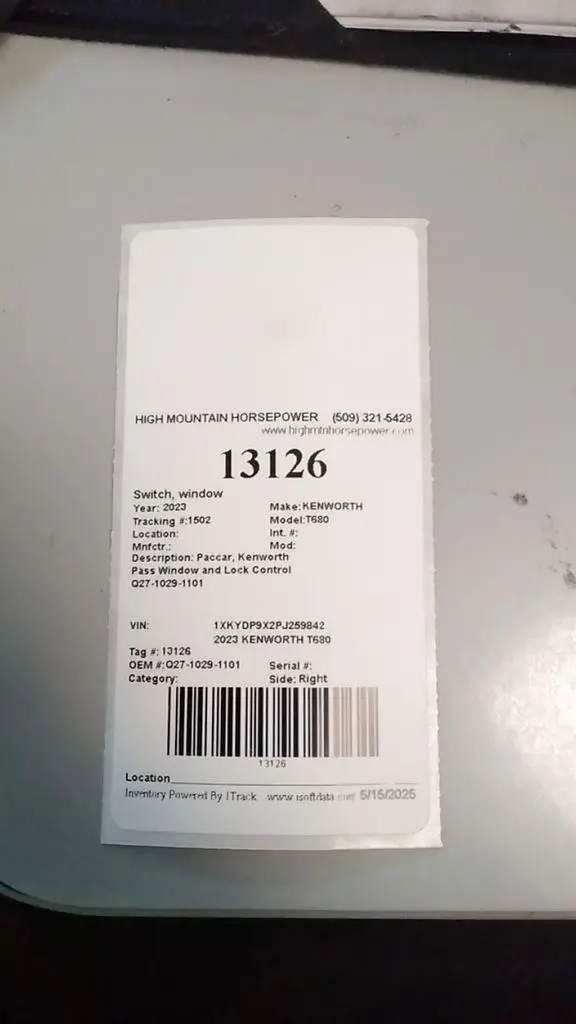 HIGH MOUNTAIN HORSEPOWER (509) 321-5428
www.highmtnhorsepower.com
13126
Switch, window
Year: 2023 Make: KENWORTH
Tracking #:1502 Model:T680
Location: Int. #:
Mnfctr.: Mod:
Description: Paccar, Kenworth
Pass Window and Lock Control
Q27-1029-1101
VIN: 1XKYDP9X2PJ259842
2023 KENWORTH T680
Tag #: 13126
OEM #:Q27-1029-1101 Serial #:
Category: Side: Right
13126
Location
Inventory Powered By ITrack www.isoftdata.com 5/15/2025